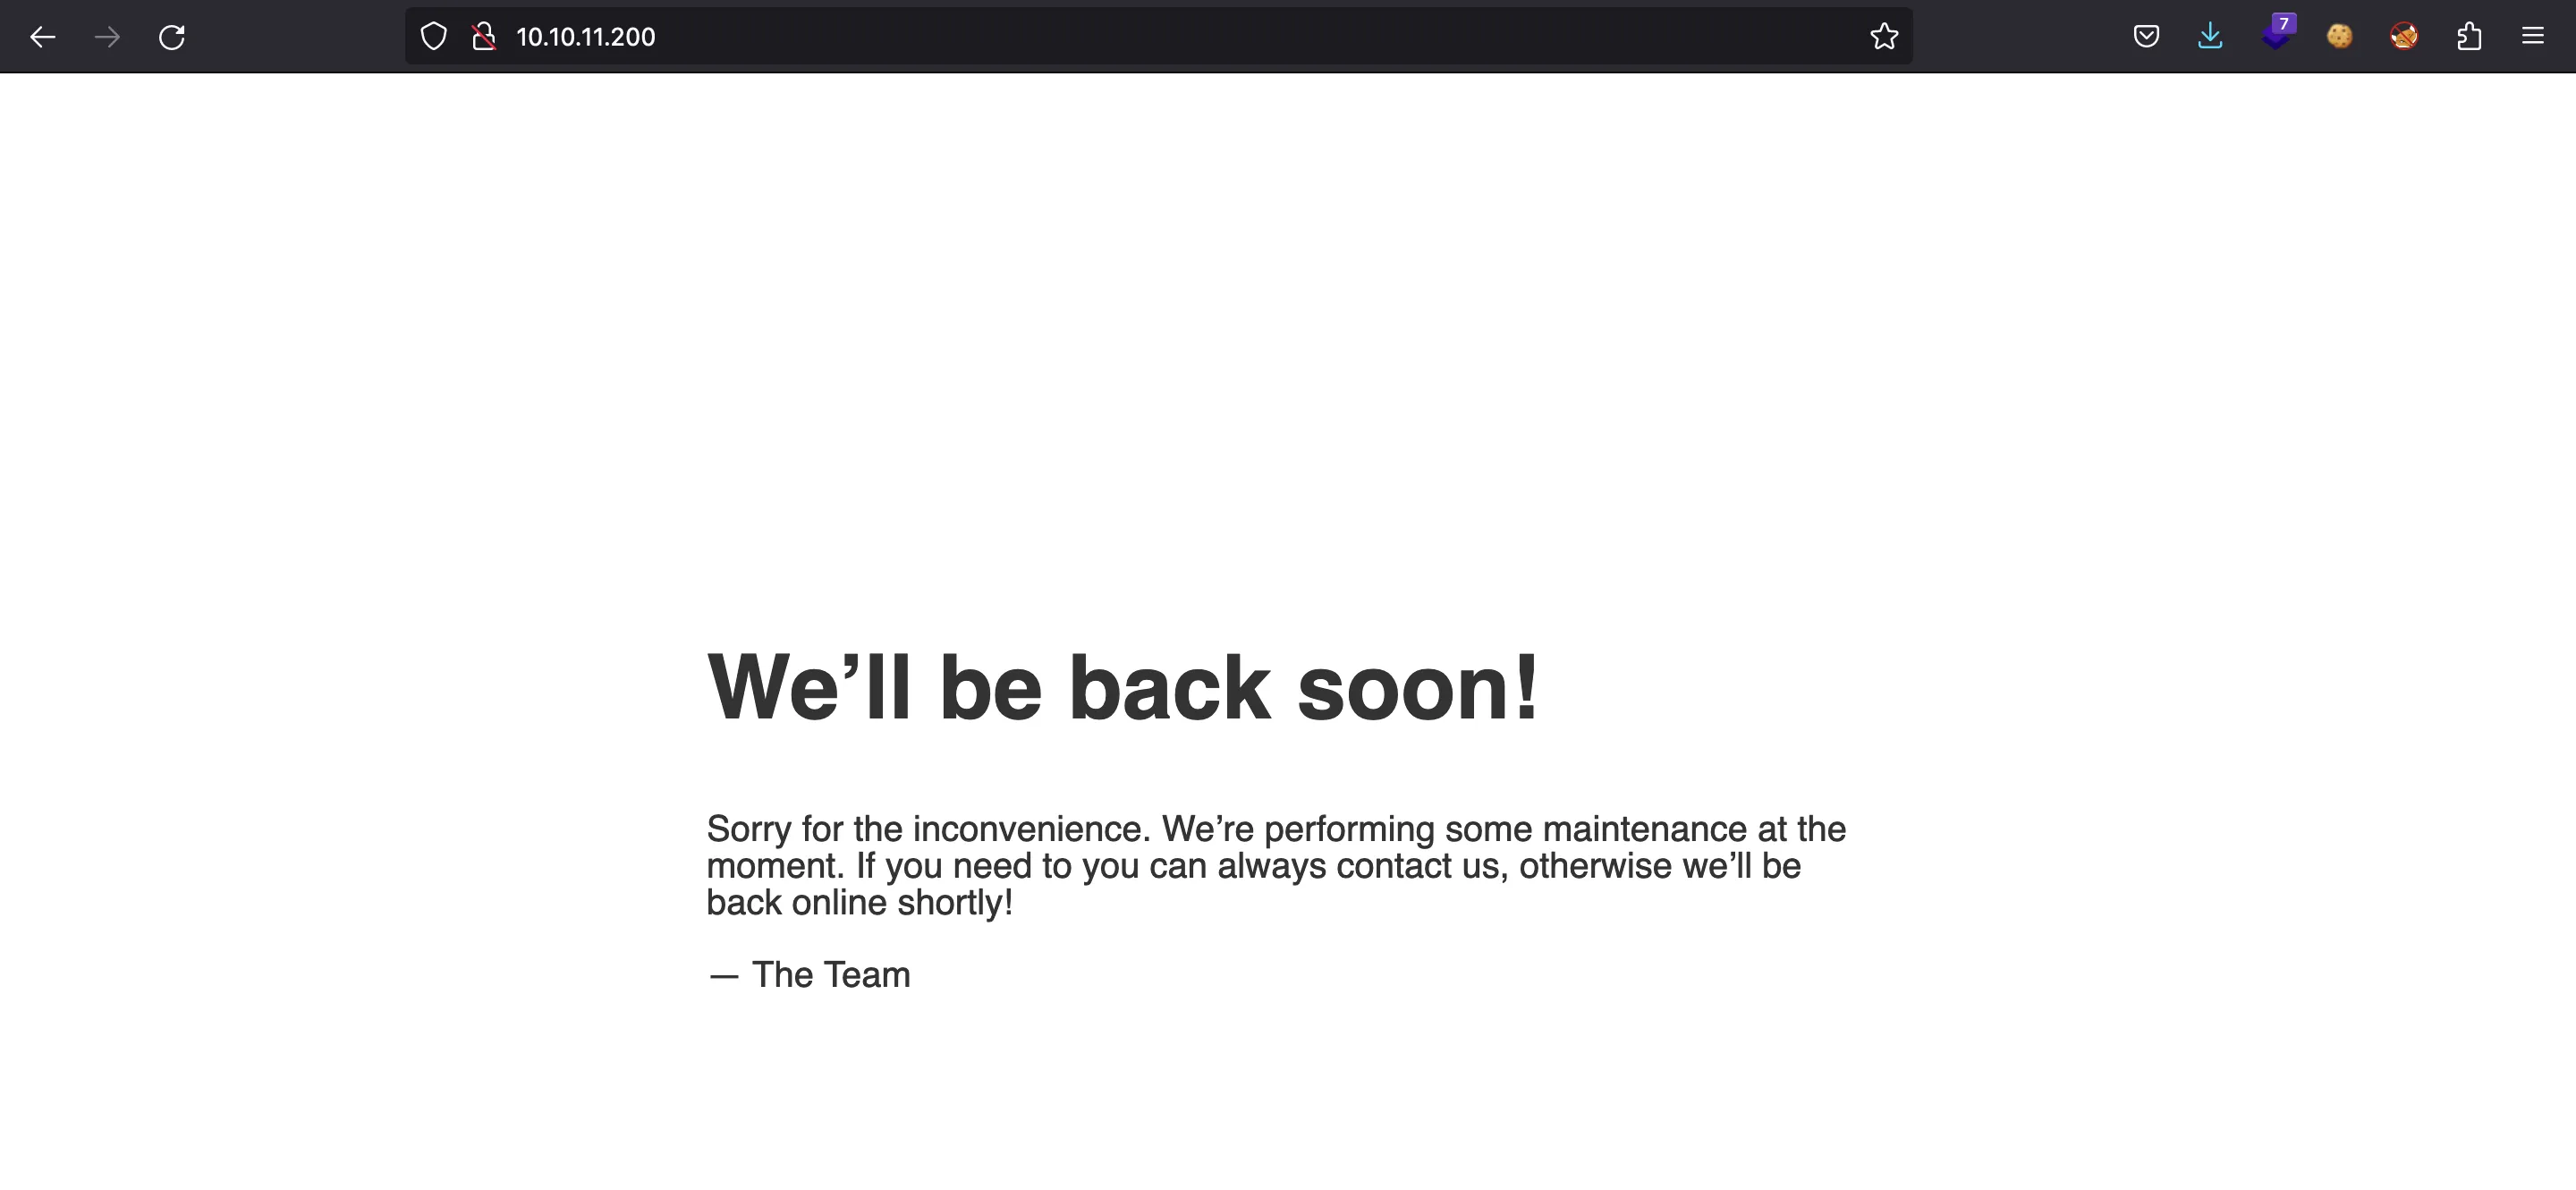 10.10.11.200
7
We’ll be back soon!
Sorry for the inconvenience. We’re performing some maintenance at the
moment. If you need to you can always contact us, otherwise we’ll be
back online shortly!
— The Team